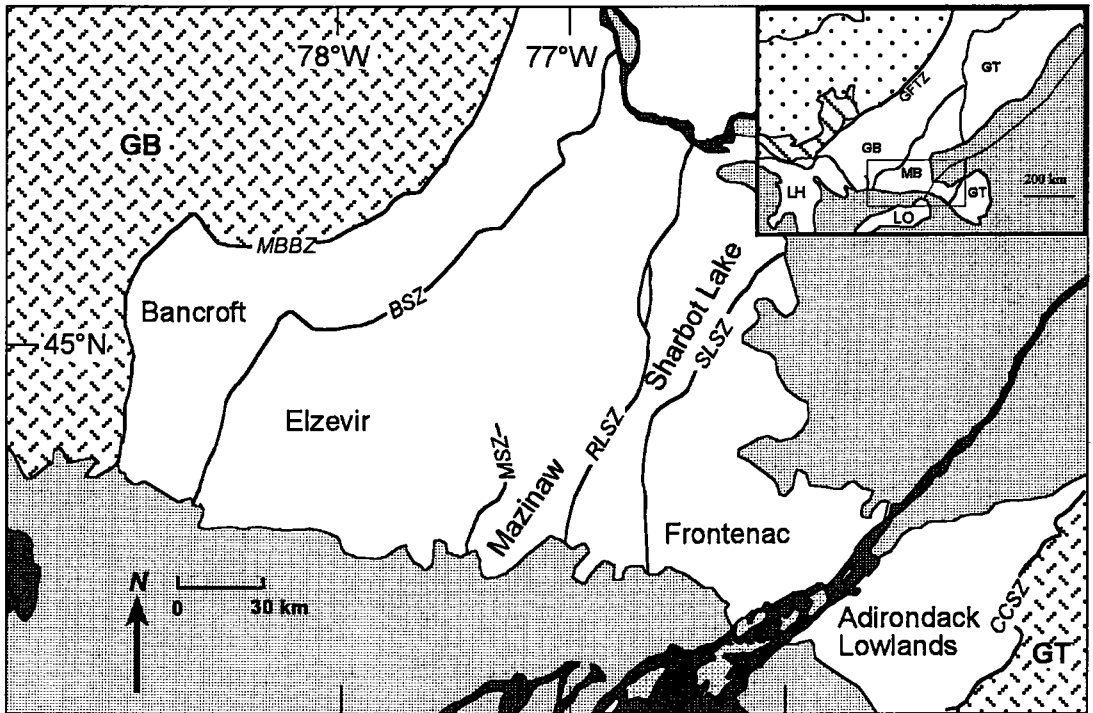 78°W
77°W
GT
GFTZ
GB
GB
MB
LH
GT
200 km
LO
MBBZ
Bancroft
BSZ
Sharbot Lake
SLSZ
45°N
Elzevir
MSZ
RLSZ
Mazinaw
Frontenac
N
0 30 km
Adirondack
Lowlands
CCSZ
GT